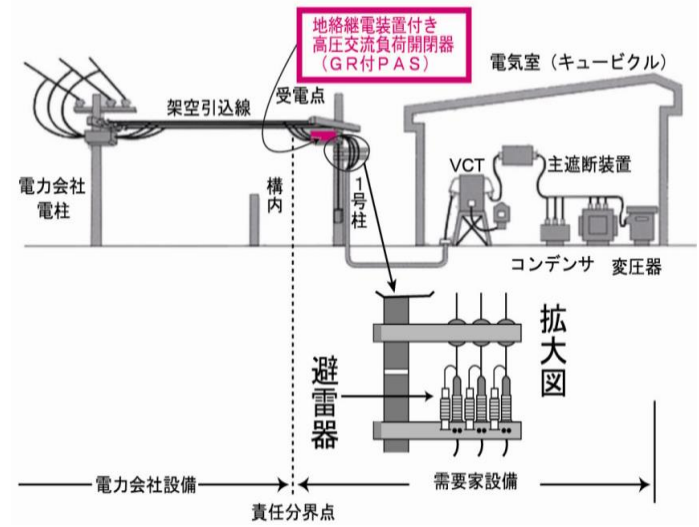 地絡継電装置付き
高圧交流負荷開閉器
（ＧＲ付ＰＡＳ）
電気室（キュービクル）
架空引込線
受電点
VCT
主遮断装置
電力会社
電柱
構内
1号柱
コンデンサ
変圧器
拡大図
避雷器
電力会社設備
需要家設備
責任分界点